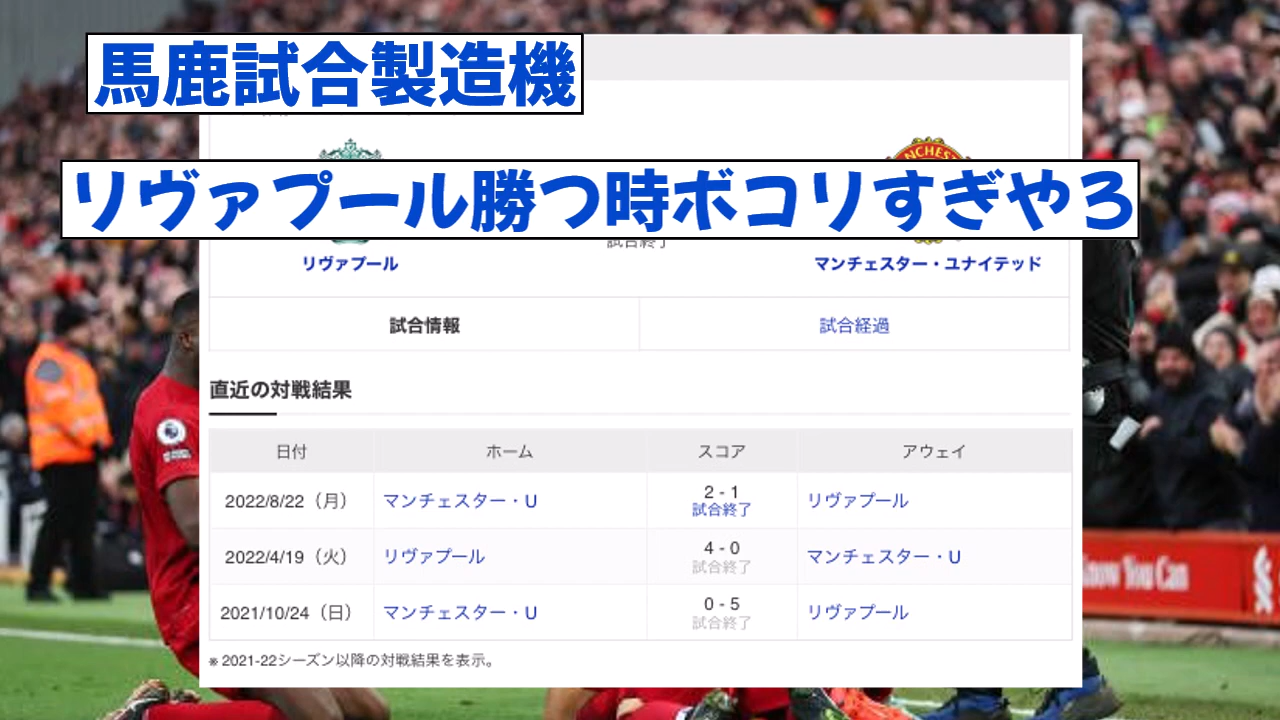 馬鹿試合製造機
リヴァプール勝つ時ボコりすぎやろ
NCHES
試合終了
リヴァプール
マンチェスター・ユナイテッド
試合情報
試合経過
直近の対戦結果
日付 ホーム スコア アウェイ
2022/8/22（月） マンチェスター・U 2 - 1 リヴァプール
試合終了
2022/4/19（火） リヴァプール 4 - 0 マンチェスター・U
試合終了
2021/10/24（日） マンチェスター・U 0 - 5 リヴァプール
試合終了
※ 2021-22シーズン以降の対戦結果を表示。
now You Can